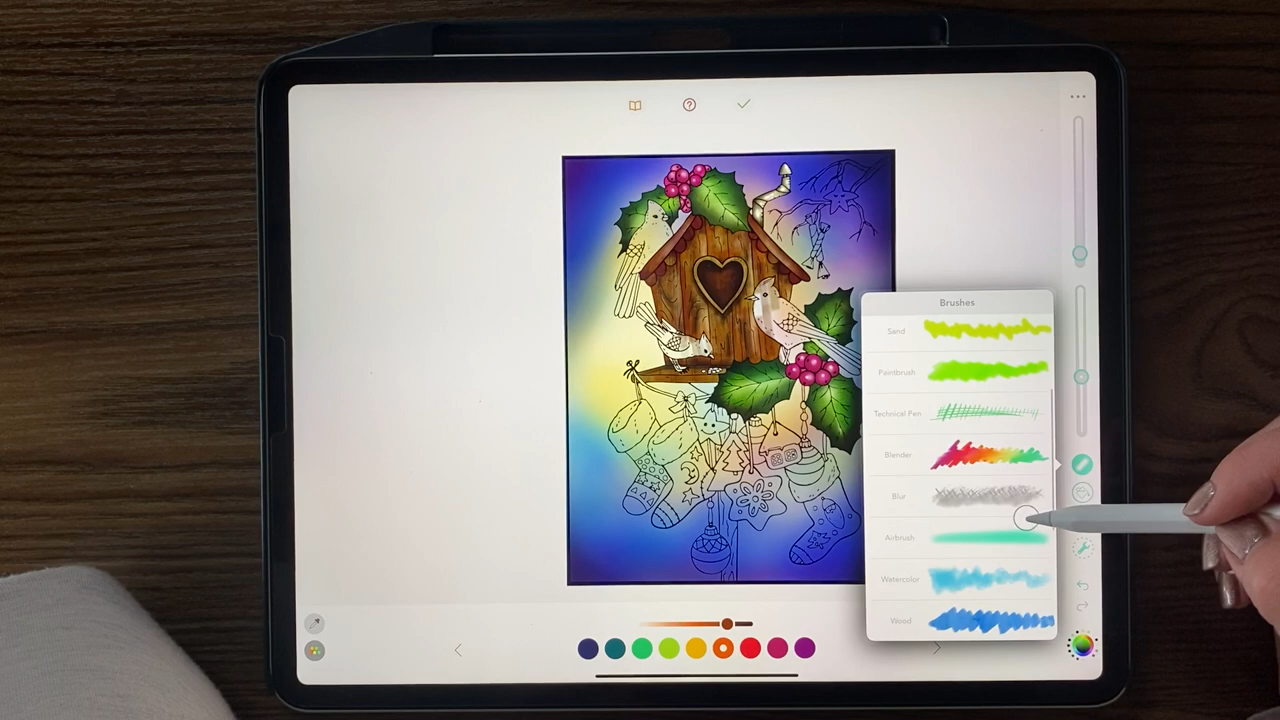 Brushes
Sand
Paintbrush
Technical Pen
Blender
Blur
Airbrush
Watercolor
Wood